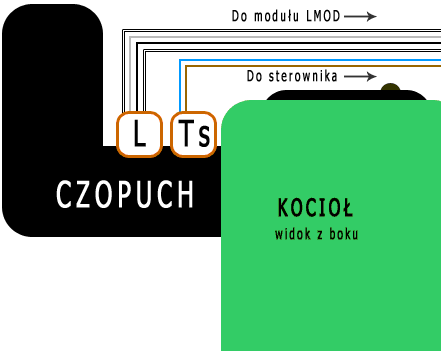 Do modułu LMOD
Do sterownika
L Ts
CZOPUCH
KOCIOŁ
widok z boku